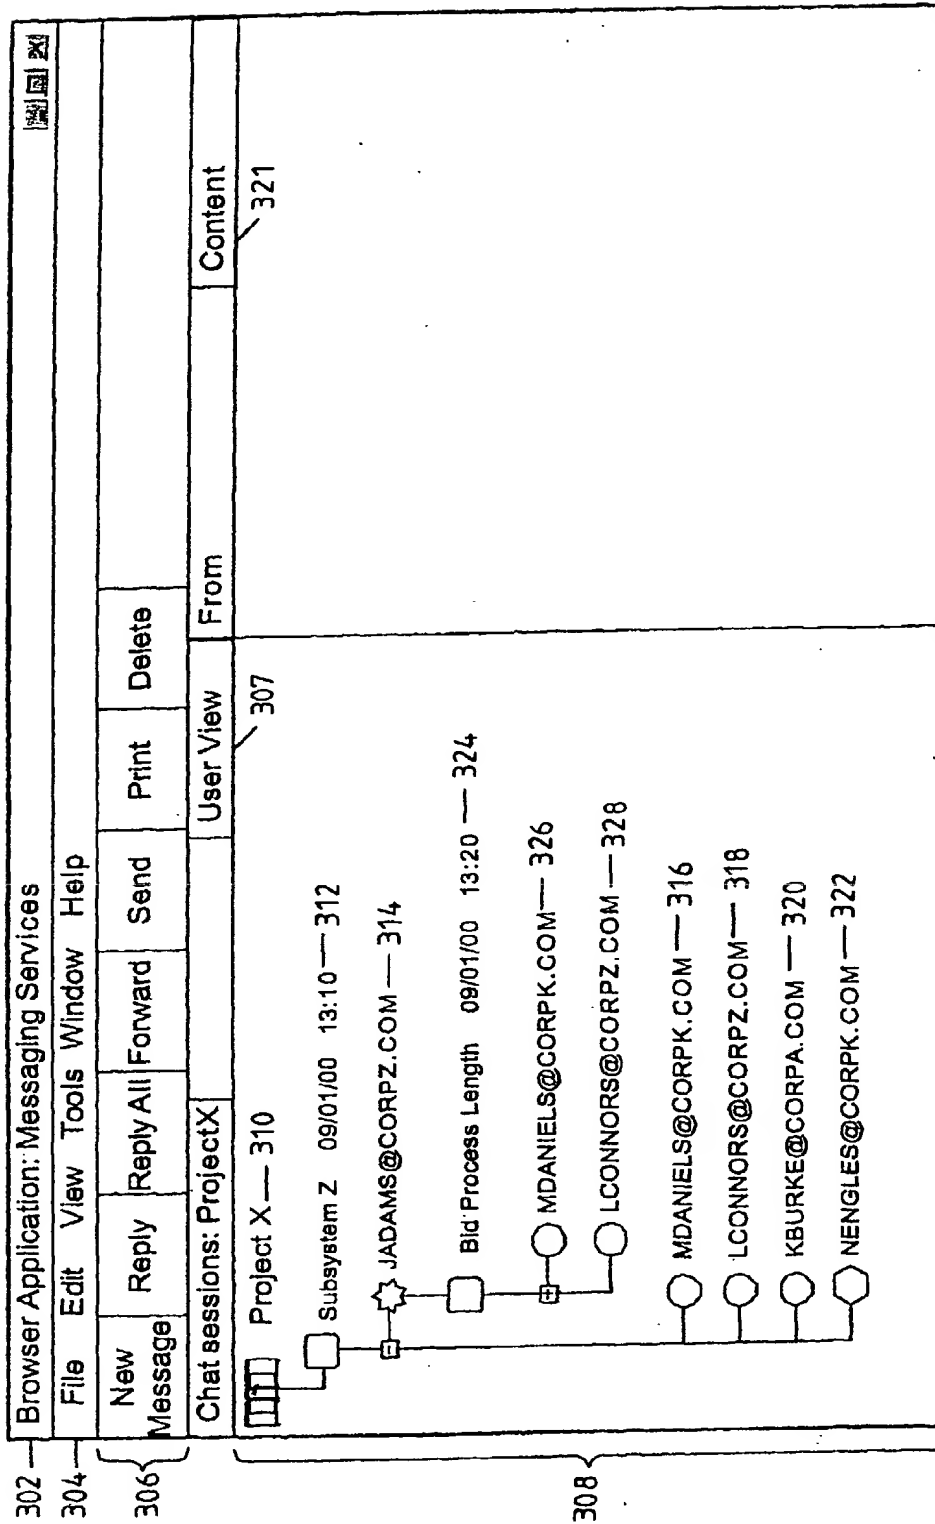 302 Browser Application: Messaging Services
304 File Edit View Tools Window Help
306 New Message Reply Reply All Forward Send Print Delete
Chat sessions: ProjectX User View From Content
307 321
308
Project X 310
Subsystem Z 09/01/00 13:10 312
JADAMS@CORPZ.COM 314
Bid Process Length 09/01/00 13:20 324
MDANIELS@CORPK.COM 326
LCONNORS@CORPZ.COM 328
MDANIELS@CORPK.COM 316
LCONNORS@CORPZ.COM 318
KBURKE@CORPA.COM 320
NENGLES@CORPK.COM 322